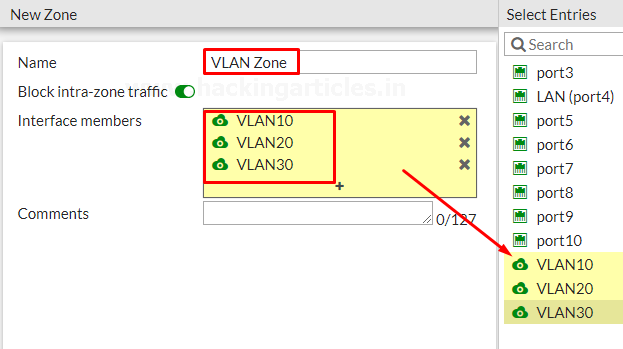 New Zone
Name
VLAN Zone
Block intra-zone traffic
Interface members
VLAN10
VLAN20
VLAN30
+
Comments
0/127
hackingarticles.in
Select Entries
Search
port3
LAN (port4)
port5
port6
port7
port8
port9
port10
VLAN10
VLAN20
VLAN30